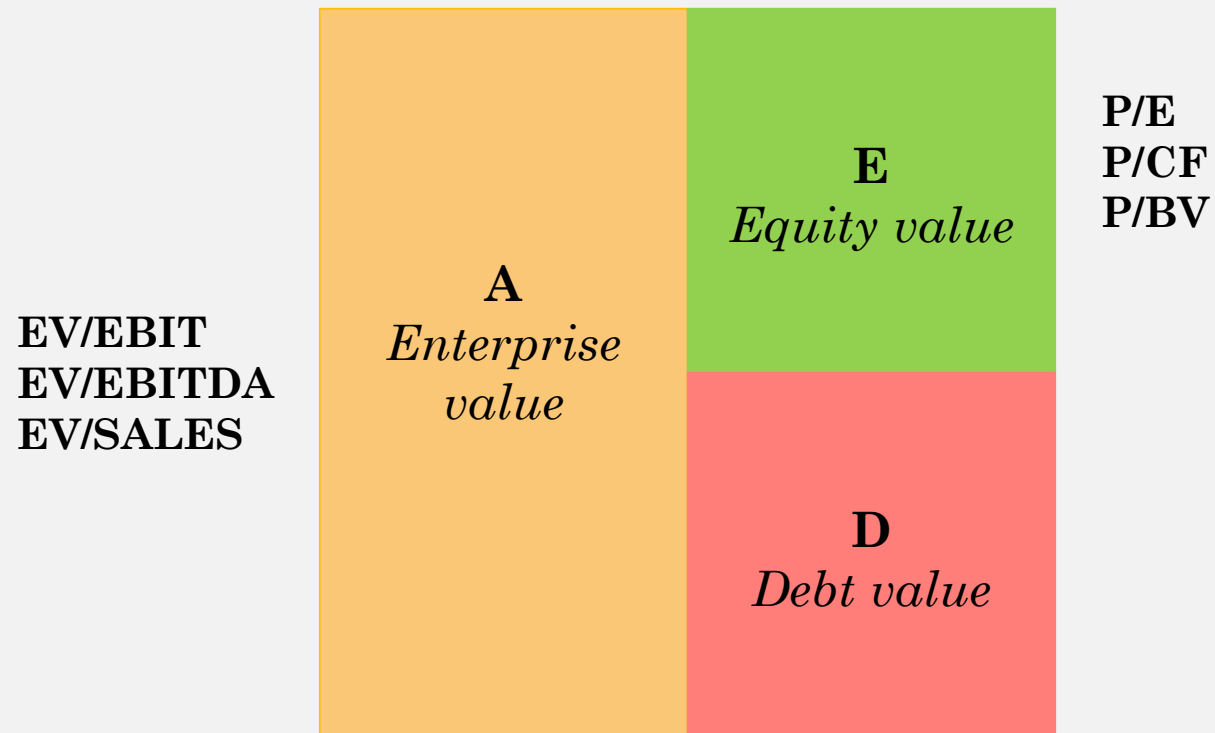 EV/EBIT
EV/EBITDA
EV/SALES
A
Enterprise
value
E
Equity value
D
Debt value
P/E
P/CF
P/BV